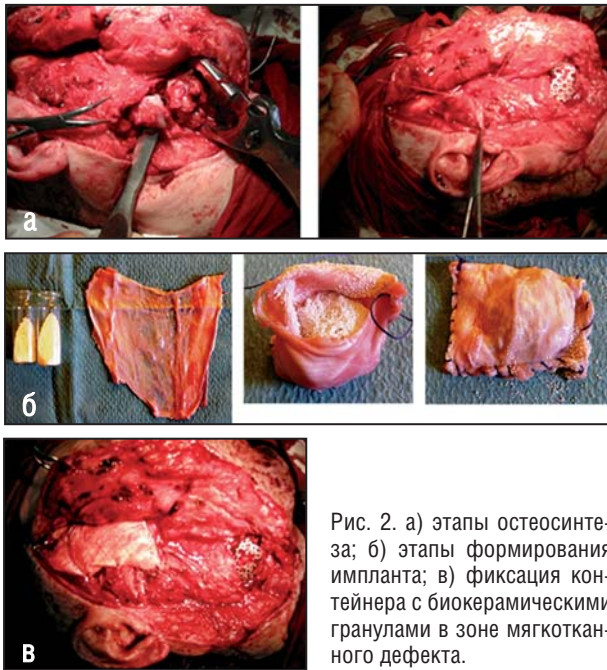 а
б
в
Рис. 2. а) этапы остеосинте-
за; б) этапы формирования
импланта; в) фиксация кон-
тейнера с биокерамическими
гранулами в зоне мягкоткан-
ного дефекта.